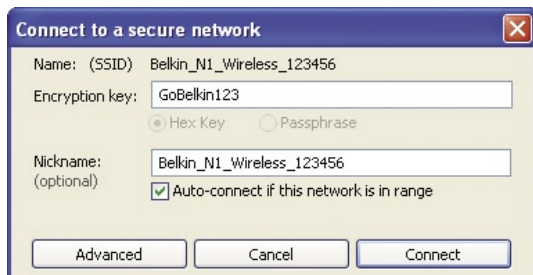 Connect to a secure network
Name: (SSID) Belkin_N1_Wireless_123456
Encryption key: GoBelkin123
Hex Key Passphrase
Nickname: Belkin_N1_Wireless_123456
(optional)
Auto-connect if this network is in range
Advanced Cancel Connect